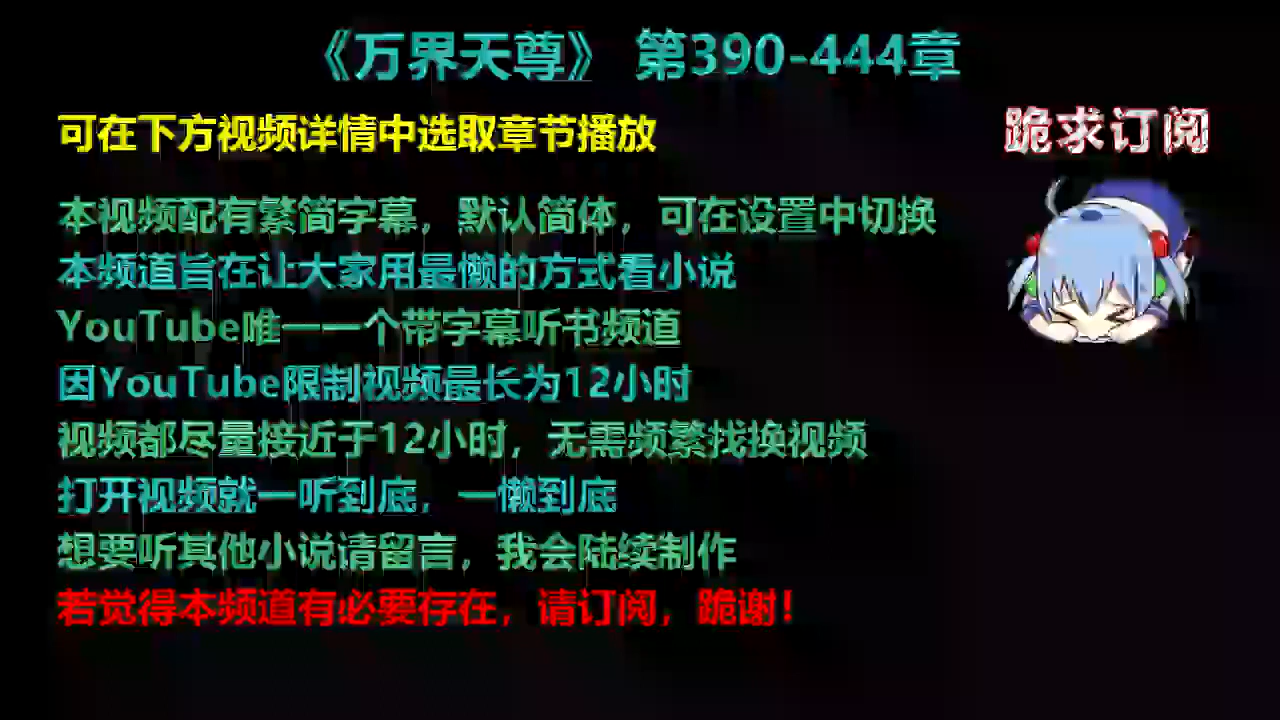 《万界天尊》 第390-444章
可在下方视频详情中选取章节播放
跪求订阅
本视频配有繁简字幕，默认简体，可在设置中切换
本频道旨在让大家用最懒的方式看小说
YouTube唯一一个带字幕听书频道
因YouTube限制视频最长为12小时
视频都尽量接近于12小时，无需频繁找换视频
打开视频就一听到底，一懒到底
想要听其他小说请留言，我会陆续制作
若觉得本频道有必要存在，请订阅，跪谢！